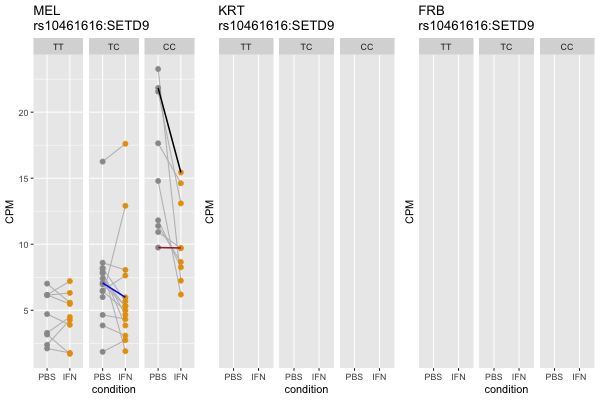 MEL
rs10461616:SETD9
TT TC CC
CPM
20
15
10
5
PBS IFN PBS IFN PBS IFN
condition
KRT
rs10461616:SETD9
TT TC CC
CPM
PBS IFN PBS IFN PBS IFN
condition
FRB
rs10461616:SETD9
TT TC CC
CPM
PBS IFN PBS IFN PBS IFN
condition